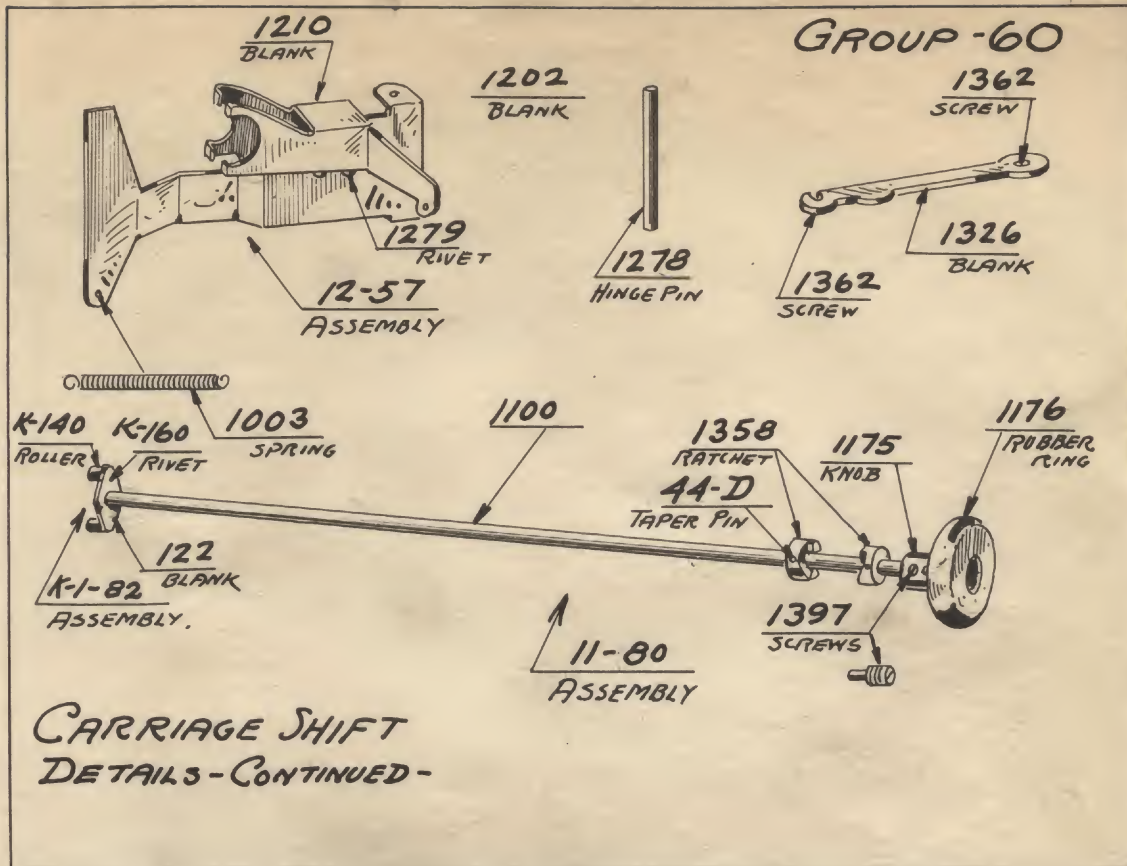 GROUP-60
1210
BLANK
1202
BLANK
1362
SCREW
1279
RIVET
12-57
ASSEMBLY
1278
HINGE PIN
1326
BLANK
1362
SCREW
1003
SPRING
K-140
ROLLER
K-160
RIVET
1100
1358
RATCHET
44-D
TAPER PIN
1175
KNOB
1176
RUBBER
RING
122
BLANK
K-1-82
ASSEMBLY.
11-80
ASSEMBLY
1397
SCREWS
CARRIAGE SHIFT
DETAILS-CONTINUED-